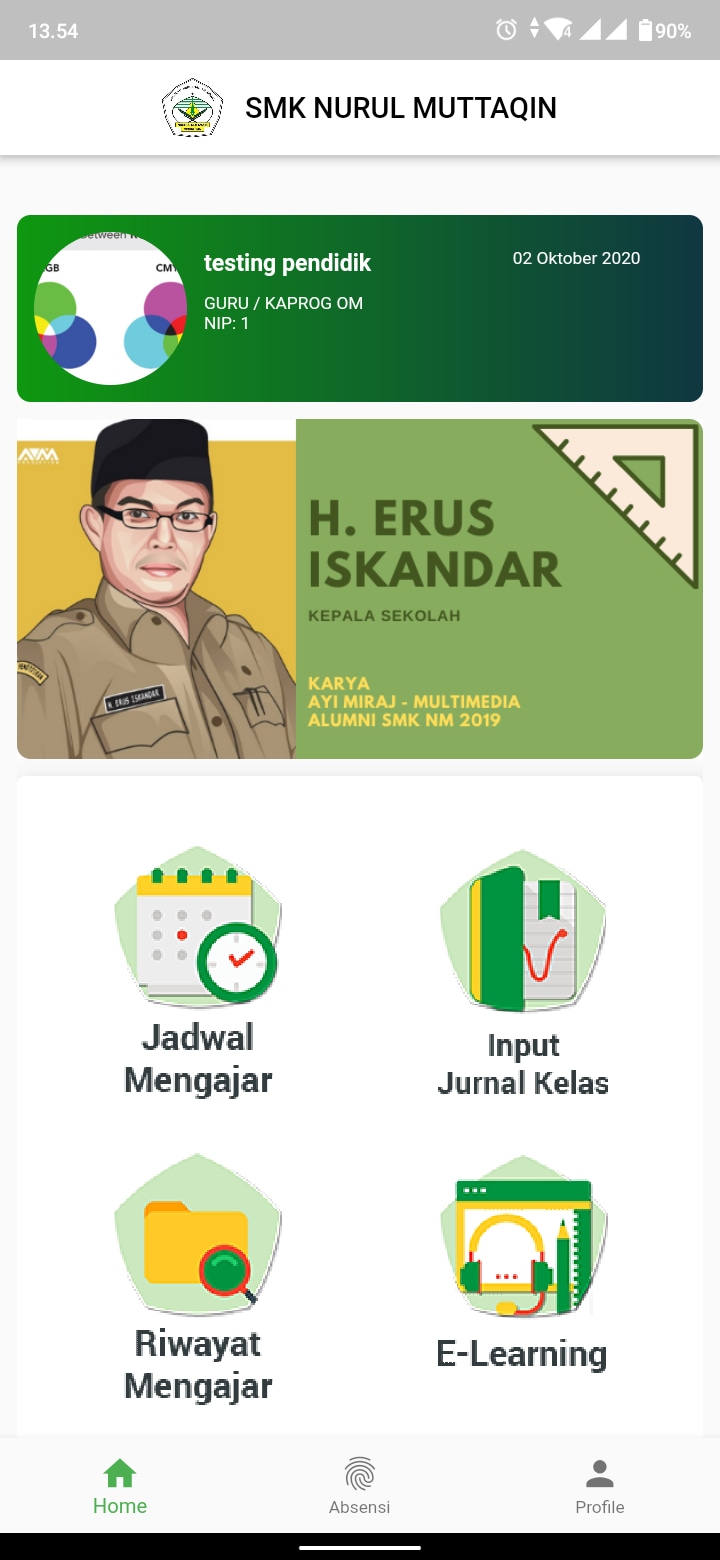 13.54
4
90%
SMK NURUL MUTTAQIN
between
GB
CMY
testing pendidik
02 Oktober 2020
GURU / KAPROG OM
NIP: 1
H. ERUS
ISKANDAR
KEPALA SEKOLAH
KARYA
AYI MIRAJ - MULTIMEDIA
ALUMNI SMK NM 2019
H. ERUS ISKANDAR
Jadwal
Mengajar
Input
Jurnal Kelas
Riwayat
Mengajar
E-Learning
Home
Absensi
Profile